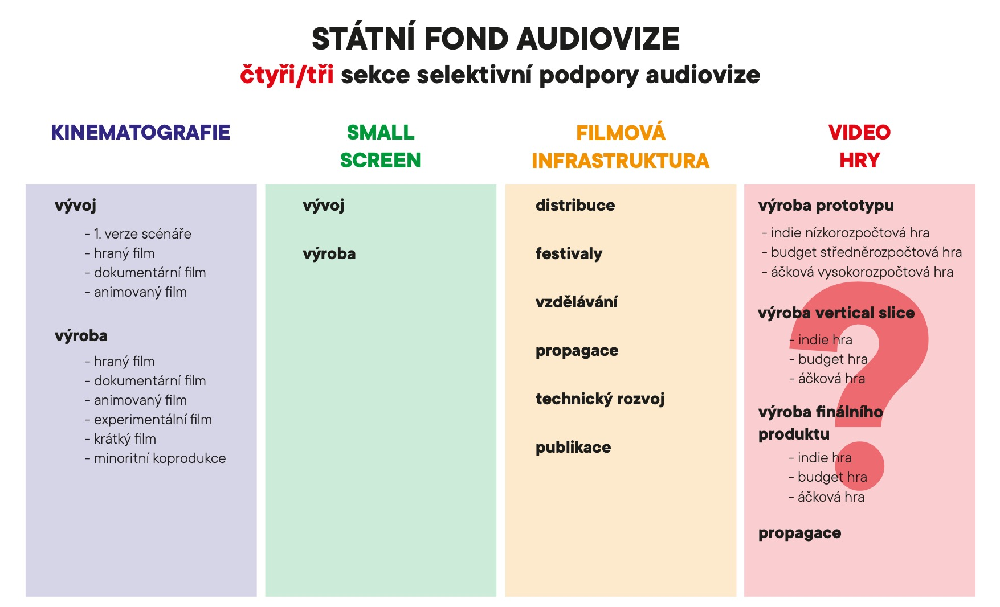 STÁTNÍ FOND AUDIOVIZE
čtyři/tři sekce selektivní podpory audiovize
KINEMATOGRAFIE
vývoj
- 1. verze scénáře
- hraný film
- dokumentární film
- animovaný film
výroba
- hraný film
- dokumentární film
- animovaný film
- experimentální film
- krátký film
- minoritní koprodukce
SMALL
SCREEN
vývoj
výroba
FILMOVÁ
INFRASTRUKTURA
distribuce
festivaly
vzdělávání
propagace
technický rozvoj
publikace
VIDEO
HRY
výroba prototypu
- indie nízkorozpočtová hra
- budget středněrozpočtová hra
- áčková vysokorozpočtová hra
výroba vertical slice
- indie hra
- budget hra
- áčková hra
výroba finálního
produktu
- indie hra
- budget hra
- áčková hra
propagace
?